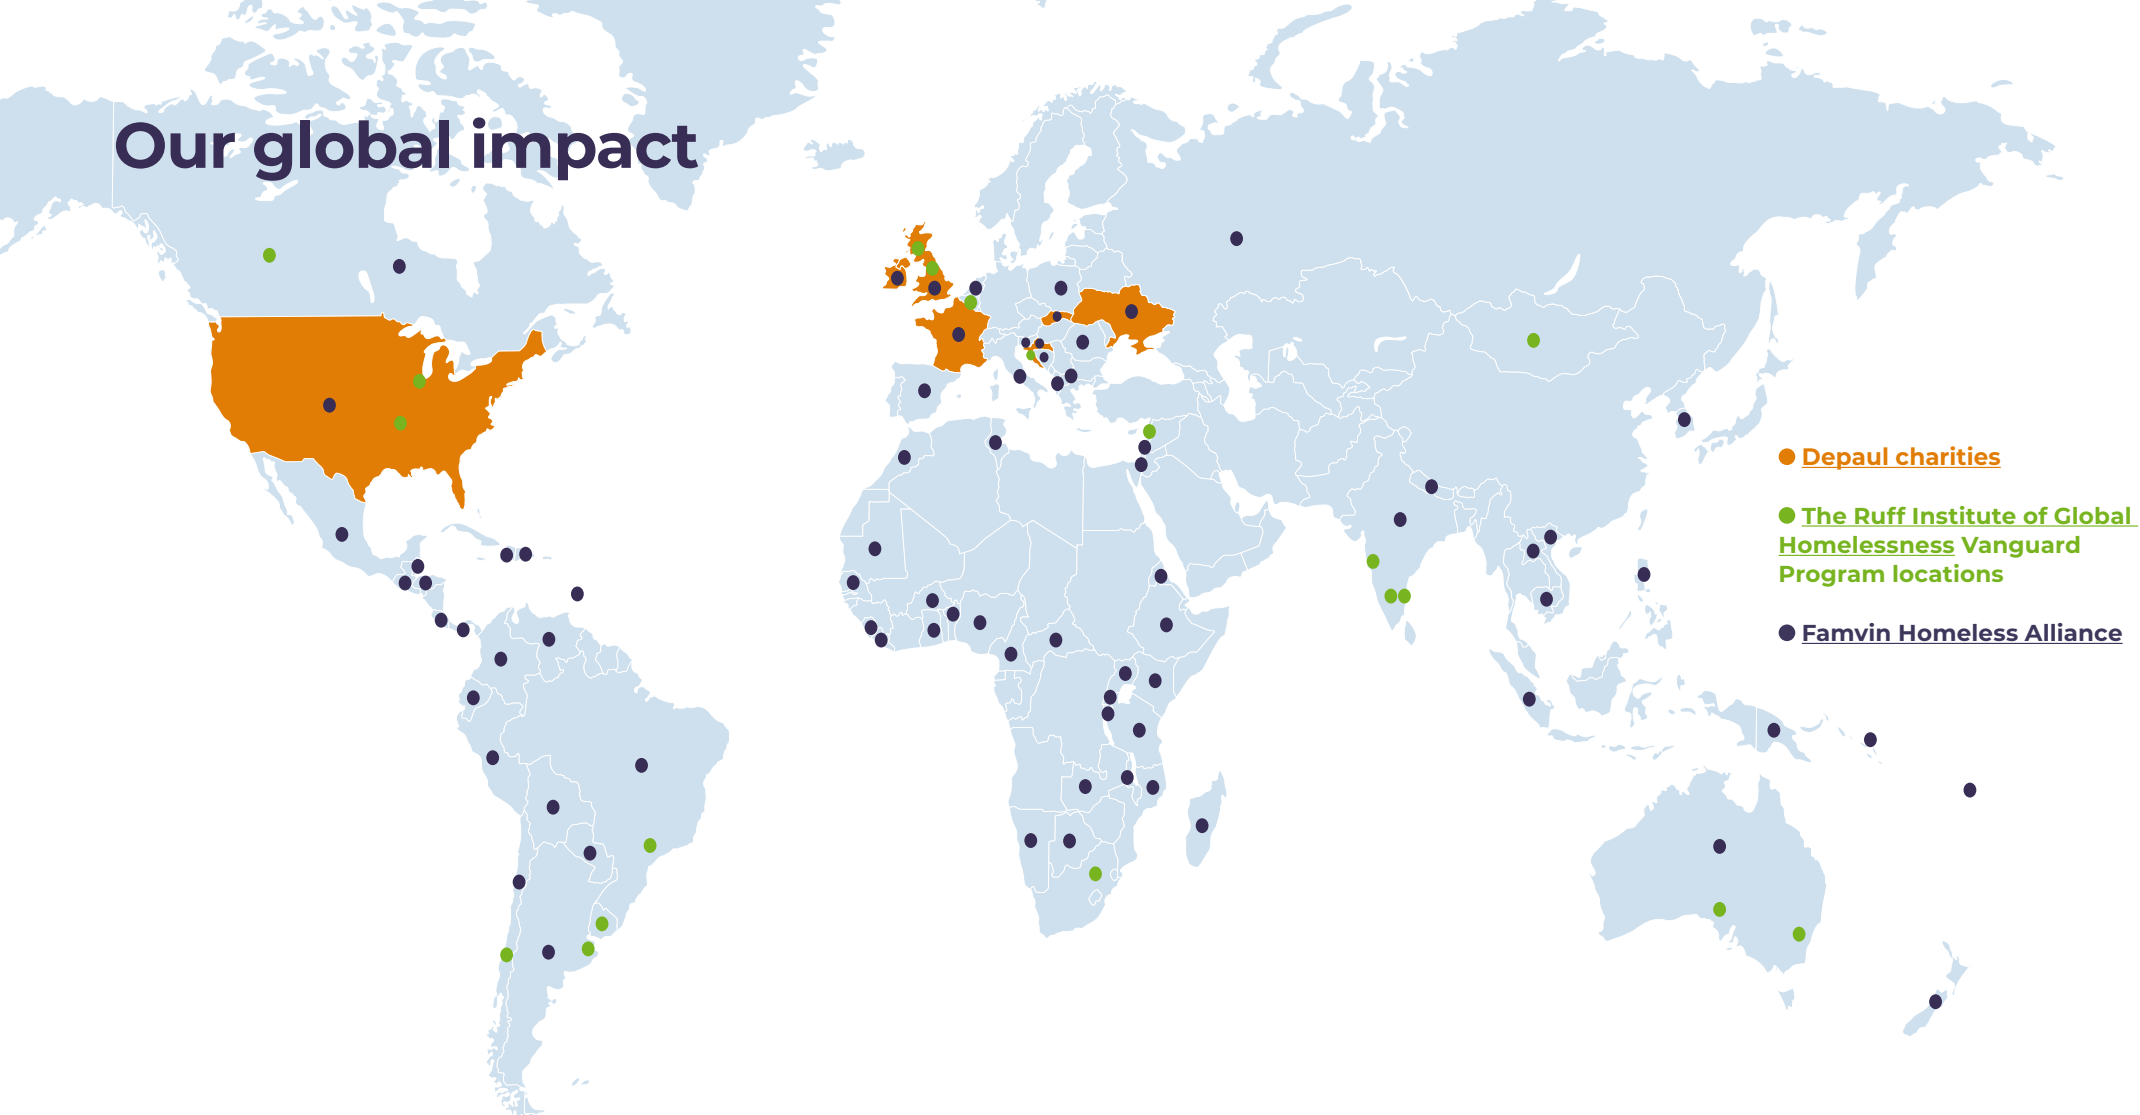 Our global impact
Depaul charities
The Ruff Institute of Global
Homelessness Vanguard
Program locations
Famvin Homeless Alliance